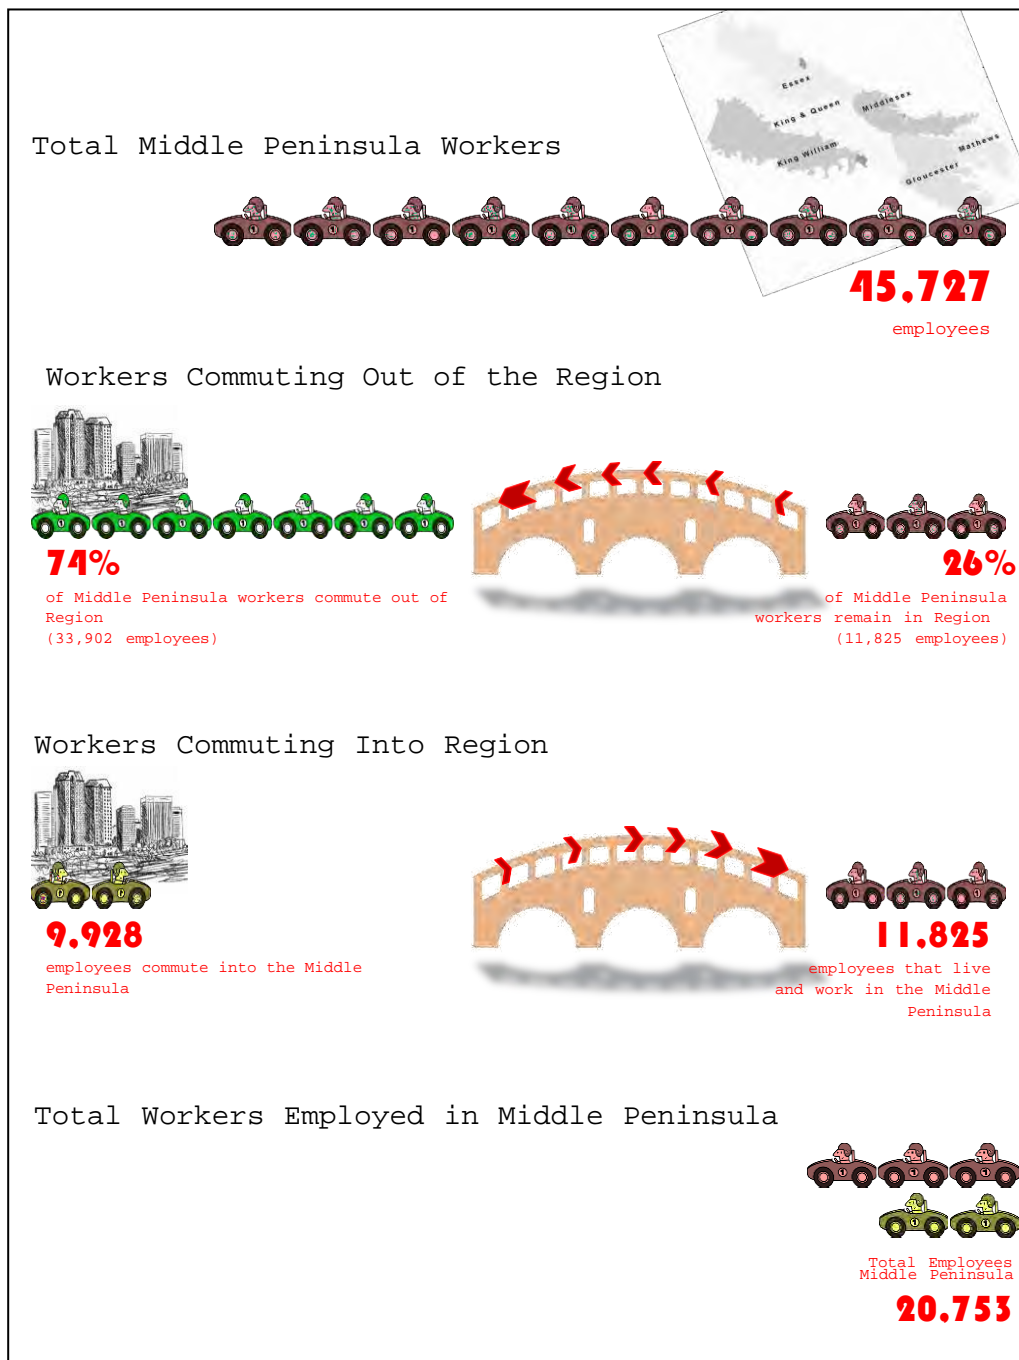 Essex
King & Queen
Middlesex
King William
Mathews
Gloucester
Total Middle Peninsula Workers
45,727
employees
Workers Commuting Out of the Region
74%
of Middle Peninsula workers commute out of
Region
(33,902 employees)
26%
of Middle Peninsula
workers remain in Region
(11,825 employees)
Workers Commuting Into Region
9,928
employees commute into the Middle
Peninsula
11,825
employees that live
and work in the Middle
Peninsula
Total Workers Employed in Middle Peninsula
Total Employees
Middle Peninsula
20,753